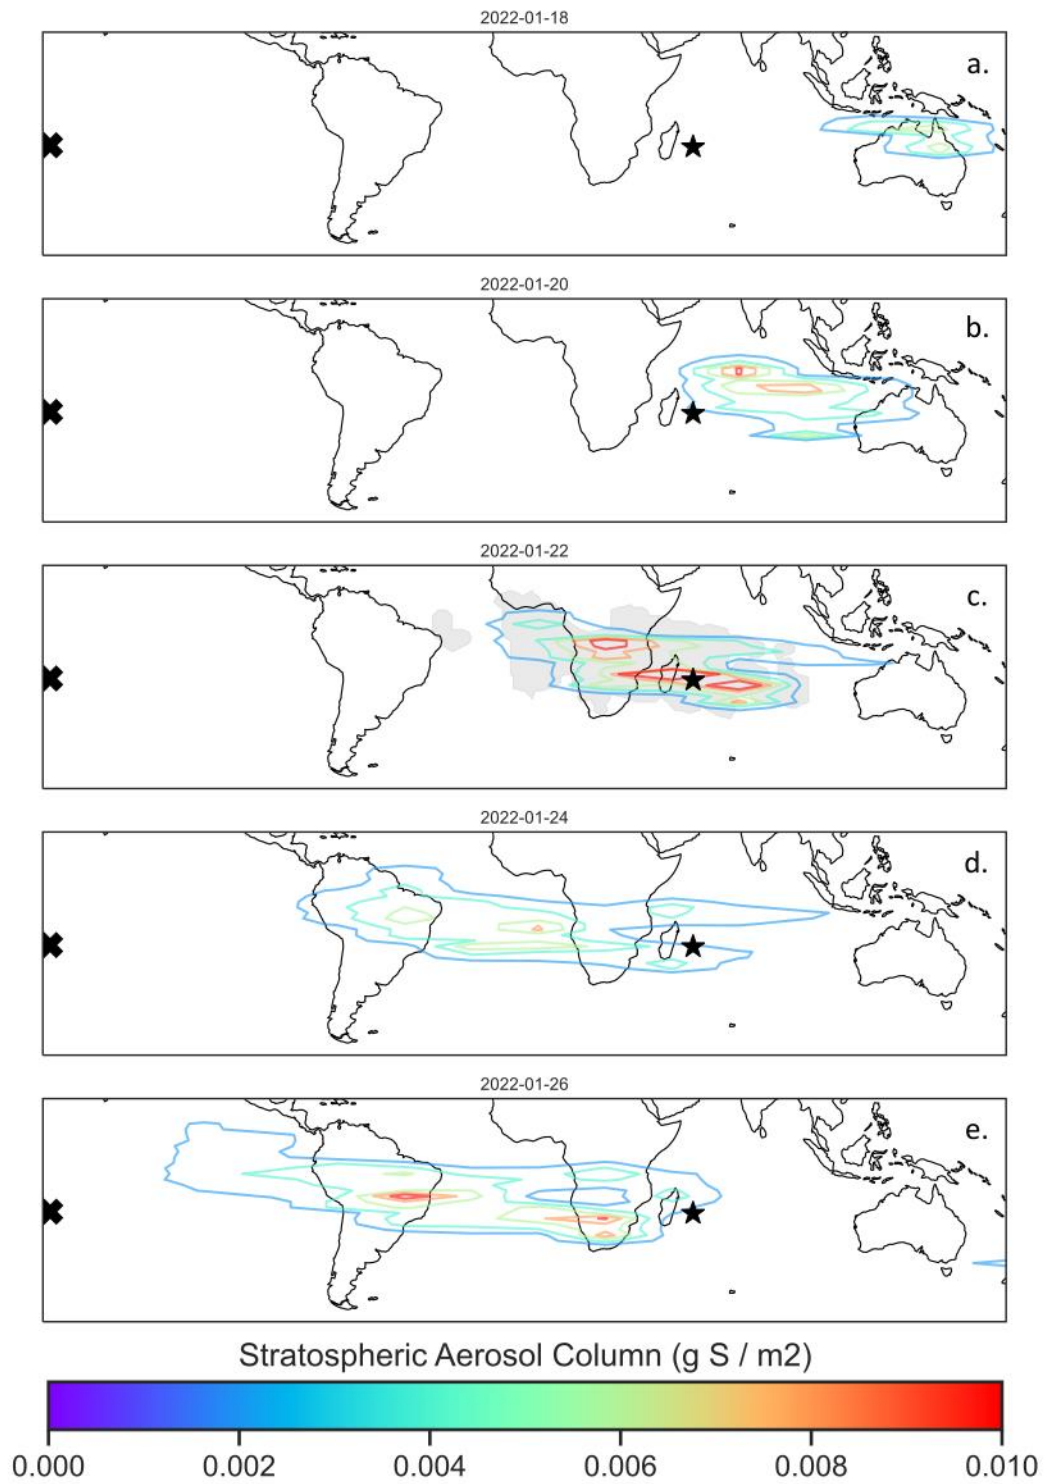 2022-01-18
a.
2022-01-20
b.
2022-01-22
c.
2022-01-24
d.
2022-01-26
e.
Stratospheric Aerosol Column (g S / m2)
0.000 0.002 0.004 0.006 0.008 0.010